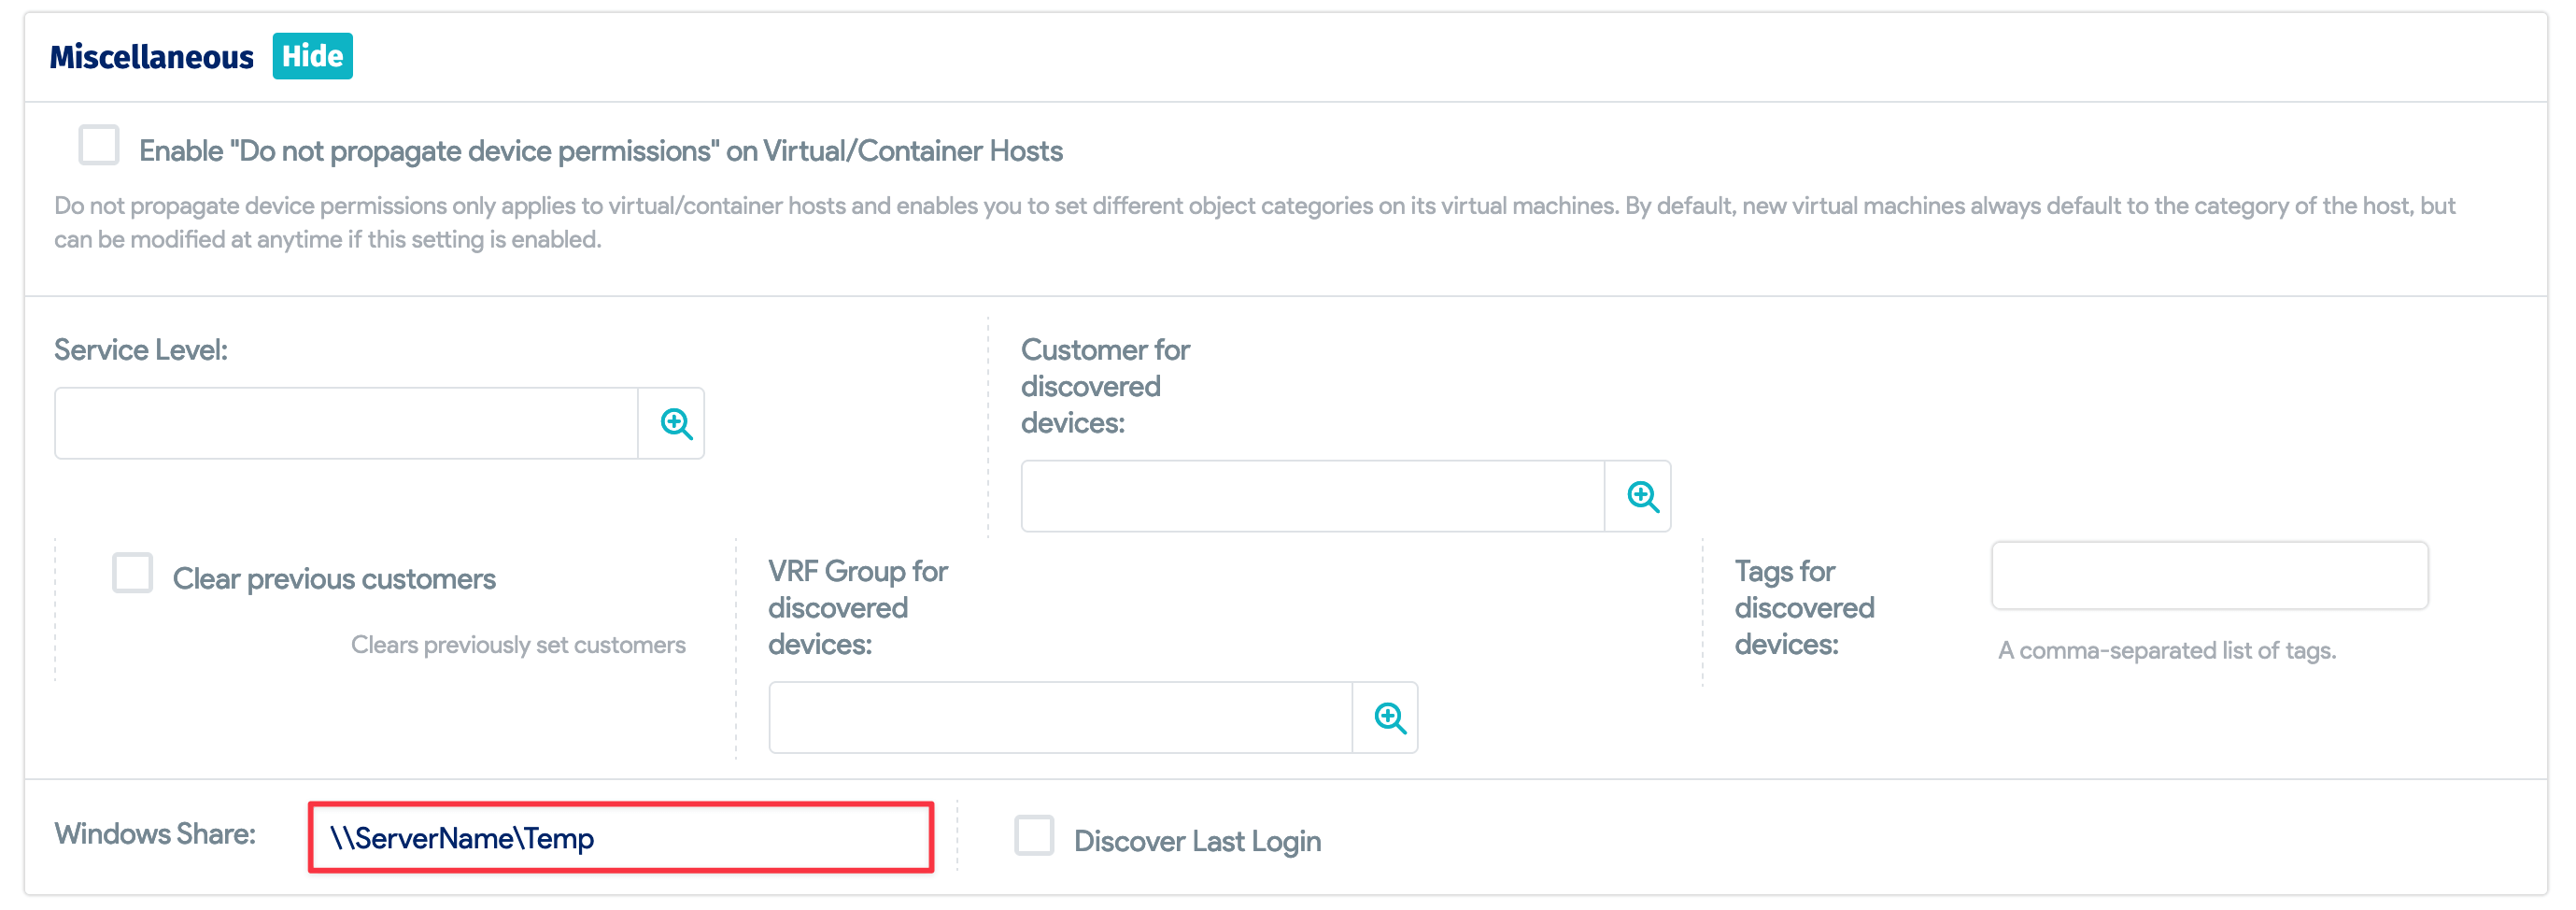 Miscellaneous Hide
Enable "Do not propagate device permissions" on Virtual/Container Hosts
Do not propagate device permissions only applies to virtual/container hosts and enables you to set different object categories on its virtual machines. By default, new virtual machines always default to the category of the host, but
can be modified at anytime if this setting is enabled.
Service Level:
Customer for
discovered
devices:
Clear previous customers
Clears previously set customers
VRF Group for
discovered
devices:
Tags for
discovered
devices:
A comma-separated list of tags.
Windows Share:
\\ServerName\Temp
Discover Last Login